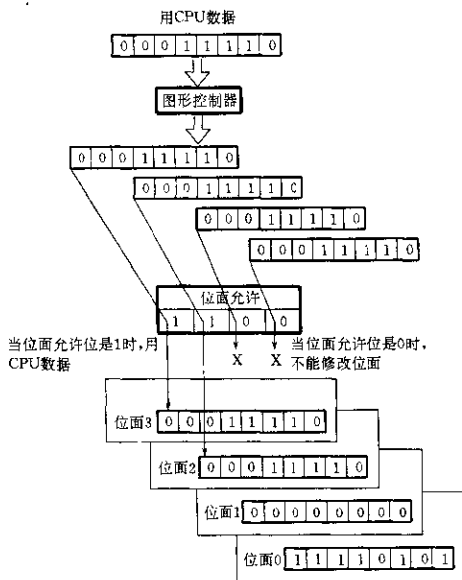 用CPU数据
0 0 0 1 1 1 1 0
图形控制器
0 0 0 1 1 1 1 0
0 0 0 1 1 1 1 0
0 0 0 1 1 1 1 0
0 0 0 1 1 1 1 0
位面允许
1 1 0 0
当位面允许位是1时,用
CPU数据
X X
当位面允许位是0时,
不能修改位面
位面3 0 0 0 1 1 1 1 0
位面2 0 0 0 1 1 1 1 0
位面1 0 0 0 0 0 0 0 0
位面0 1 1 1 1 0 1 0 1